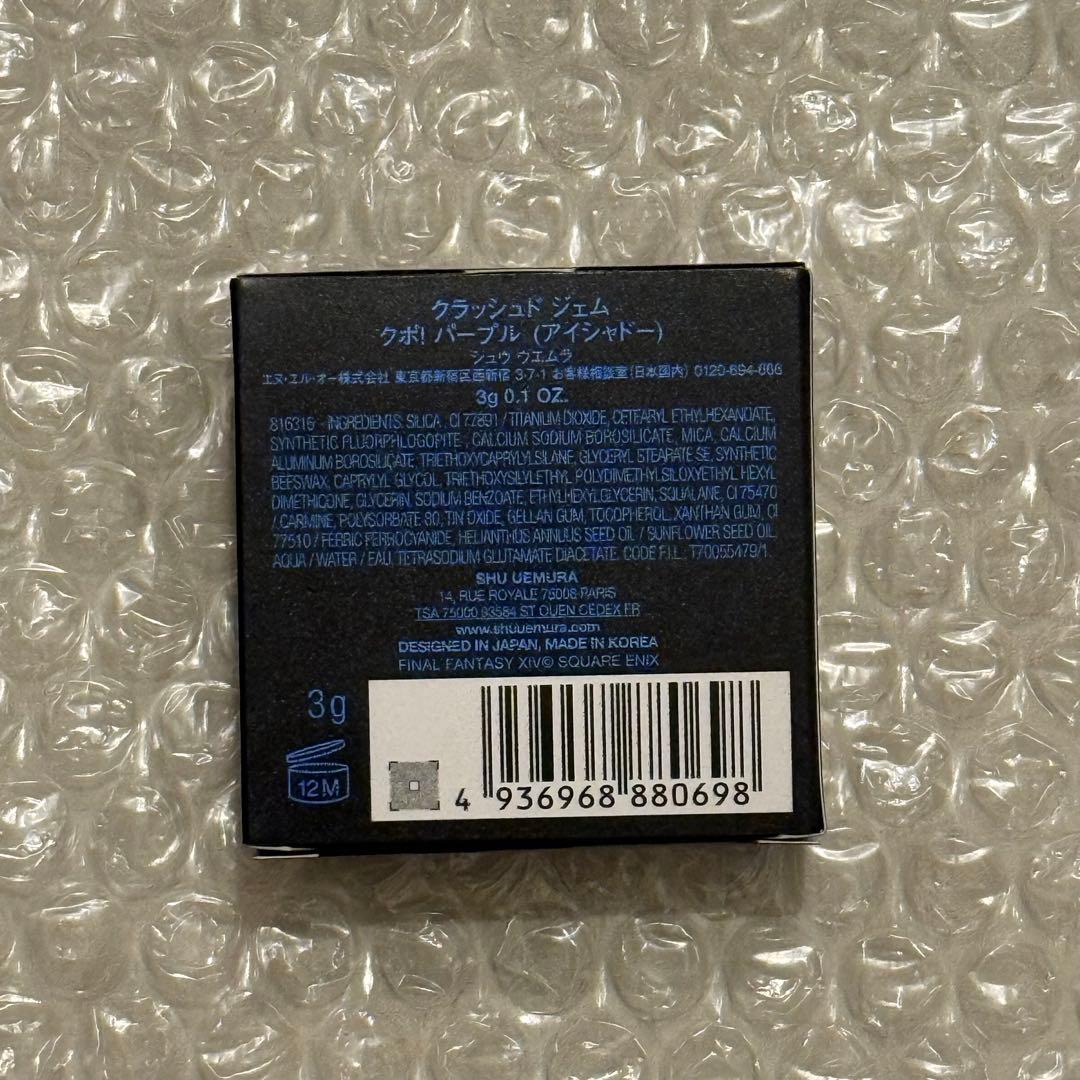 クラッシュド ジェム
クポ! パープル (アイシャドー)
シュウ ウエムラ
エヌ・エル・オー株式会社 東京都新宿区西新宿 3-7-1 お客様相談室(日本国内) 0120-694-666
3g 0.1 OZ.
816316 - INGREDIENTS: SILICA, CI 77891 / TITANIUM DIOXIDE, CETEARYL ETHYLHEXANOATE,
SYNTHETIC FLUORPHLOGOPITE, CALCIUM SODIUM BOROSILICATE, MICA, CALCIUM
ALUMINUM BOROSILICATE, TRIETHOXYCAPRYLYLSILANE, GLYCERYL STEARATE SE, SYNTHETIC
BEESWAX, CAPRYLYL GLYCOL, TRIETHOXYSILYLETHYL POLYDIMETHYLSILOXYETHYL HEXYL
DIMETHICONE, GLYCERIN, SODIUM BENZOATE, ETHYLHEXYLGLYCERIN, SQUALANE, CI 75470
/ CARMINE, POLYSORBATE 80, TIN OXIDE, GELLAN GUM, TOCOPHEROL, XANTHAN GUM, CI
77510 / FERRIC FERROCYANIDE, HELIANTHUS ANNUUS SEED OIL / SUNFLOWER SEED OIL,
AQUA / WATER / EAU, TETRASODIUM GLUTAMATE DIACETATE. CODE F.I.L.: T70055479/1.
SHU UEMURA
14, RUE ROYALE 75008 PARIS
TSA 75000 93584 ST OUEN CEDEX FR
www.shuuemura.com
DESIGNED IN JAPAN, MADE IN KOREA
FINAL FANTASY XIV© SQUARE ENIX
3g
12M
4 936968 880698